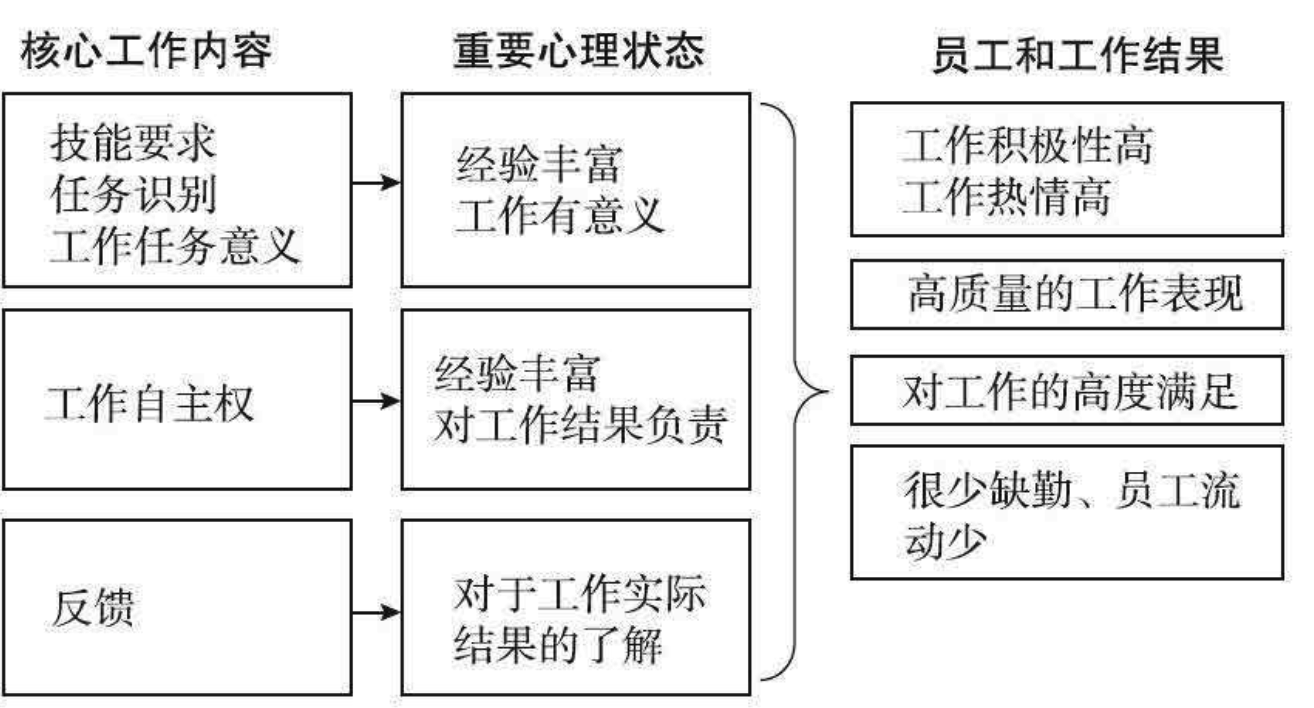 核心工作内容
重要心理状态
员工和工作结果
技能要求
任务识别
工作任务意义
经验丰富
工作有意义
工作自主权
经验丰富
对工作结果负责
反馈
对于工作实际
结果的了解
工作积极性高
工作热情高
高质量的工作表现
对工作的高度满足
很少缺勤、员工流
动少